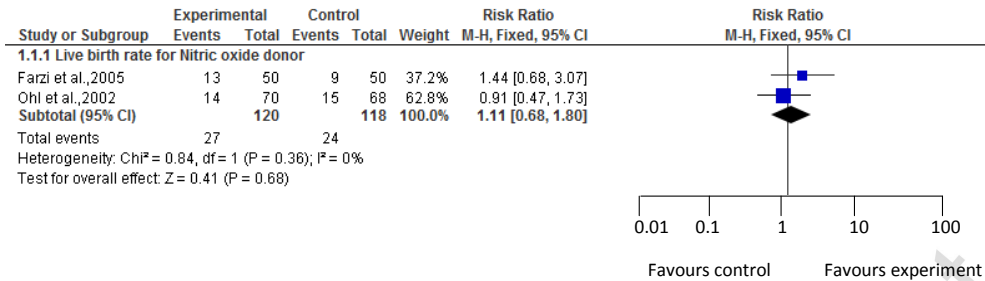 Experimental Control Risk Ratio Risk Ratio
Study or Subgroup Events Total Events Total Weight M-H, Fixed, 95% CI M-H, Fixed, 95% CI
1.1.1 Live birth rate for Nitric oxide donor
Farzi et al.,2005 13 50 9 50 37.2% 1.44 [0.68, 3.07]
Ohl et al.,2002 14 70 15 68 62.8% 0.91 [0.47, 1.73]
Subtotal (95% CI) 120 118 100.0% 1.11 [0.68, 1.80]
Total events 27 24
Heterogeneity: Chi² = 0.84, df = 1 (P = 0.36); I² = 0%
Test for overall effect: Z = 0.41 (P = 0.68)
0.01 0.1 1 10 100
Favours control Favours experiment